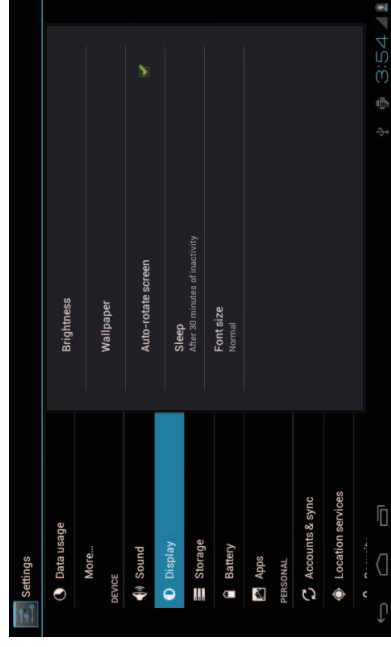 Settings
Data usage
More...
DEVICE
Sound
Display
Storage
Battery
Apps
PERSONAL
Accounts & sync
Location services
Brightness
Wallpaper
Auto-rotate screen
Sleep
After 30 minutes of inactivity
Font size
Normal
3:54